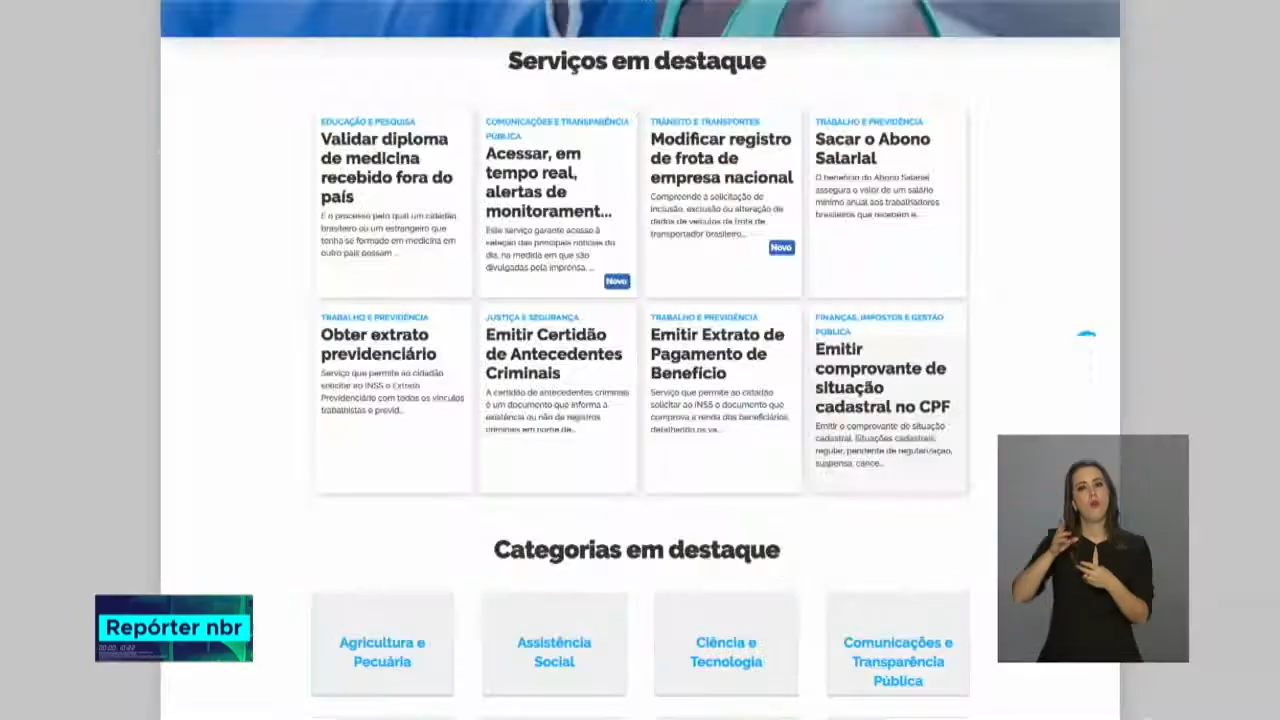 Serviços em destaque
EDUCAÇÃO E PESQUISA
Validar diploma
de medicina
recebido fora do
país
É o processo pelo qual um cidadão
brasileiro ou um estrangeiro que
tenha se formado em medicina em
outro país possam ...
COMUNICAÇÕES E TRANSPARÊNCIA
PÚBLICA
Acessar, em
tempo real,
alertas de
monitorament...
Este serviço garante acesso à
seleção das principais notícias do
dia, na medida em que são
divulgadas pela imprensa. ...
Novo
TRÂNSITO E TRANSPORTES
Modificar registro
de frota de
empresa nacional
Compreende a solicitação de
inclusão, exclusão ou alteração de
dados de veículos da frota de
transportador brasileiro...
Novo
TRABALHO E PREVIDÊNCIA
Sacar o Abono
Salarial
O benefício do Abono Salarial
assegura o valor de um salário
mínimo anual aos trabalhadores
brasileiros que recebem e...
TRABALHO E PREVIDÊNCIA
Obter extrato
previdenciário
Serviço que permite ao cidadão
solicitar ao INSS o Extrato
Previdenciário com todos os vínculos
trabalhistas e previd...
JUSTIÇA E SEGURANÇA
Emitir Certidão
de Antecedentes
Criminais
A certidão de antecedentes criminais
é um documento que informa a
existência ou não de registros
criminais em nome de...
TRABALHO E PREVIDÊNCIA
Emitir Extrato de
Pagamento de
Benefício
Serviço que permite ao cidadão
solicitar ao INSS o documento que
comprova a renda dos beneficiários,
detalhando os va...
FINANÇAS, IMPOSTOS E GESTÃO
PÚBLICA
Emitir
comprovante de
situação
cadastral no CPF
Emitir o comprovante de situação
cadastral. Situações cadastrais:
regular, pendente de regularização,
suspensa, cance...
Categorias em destaque
Agricultura e
Pecuária
Assistência
Social
Ciência e
Tecnologia
Comunicações e
Transparência
Pública
Repórter nbr